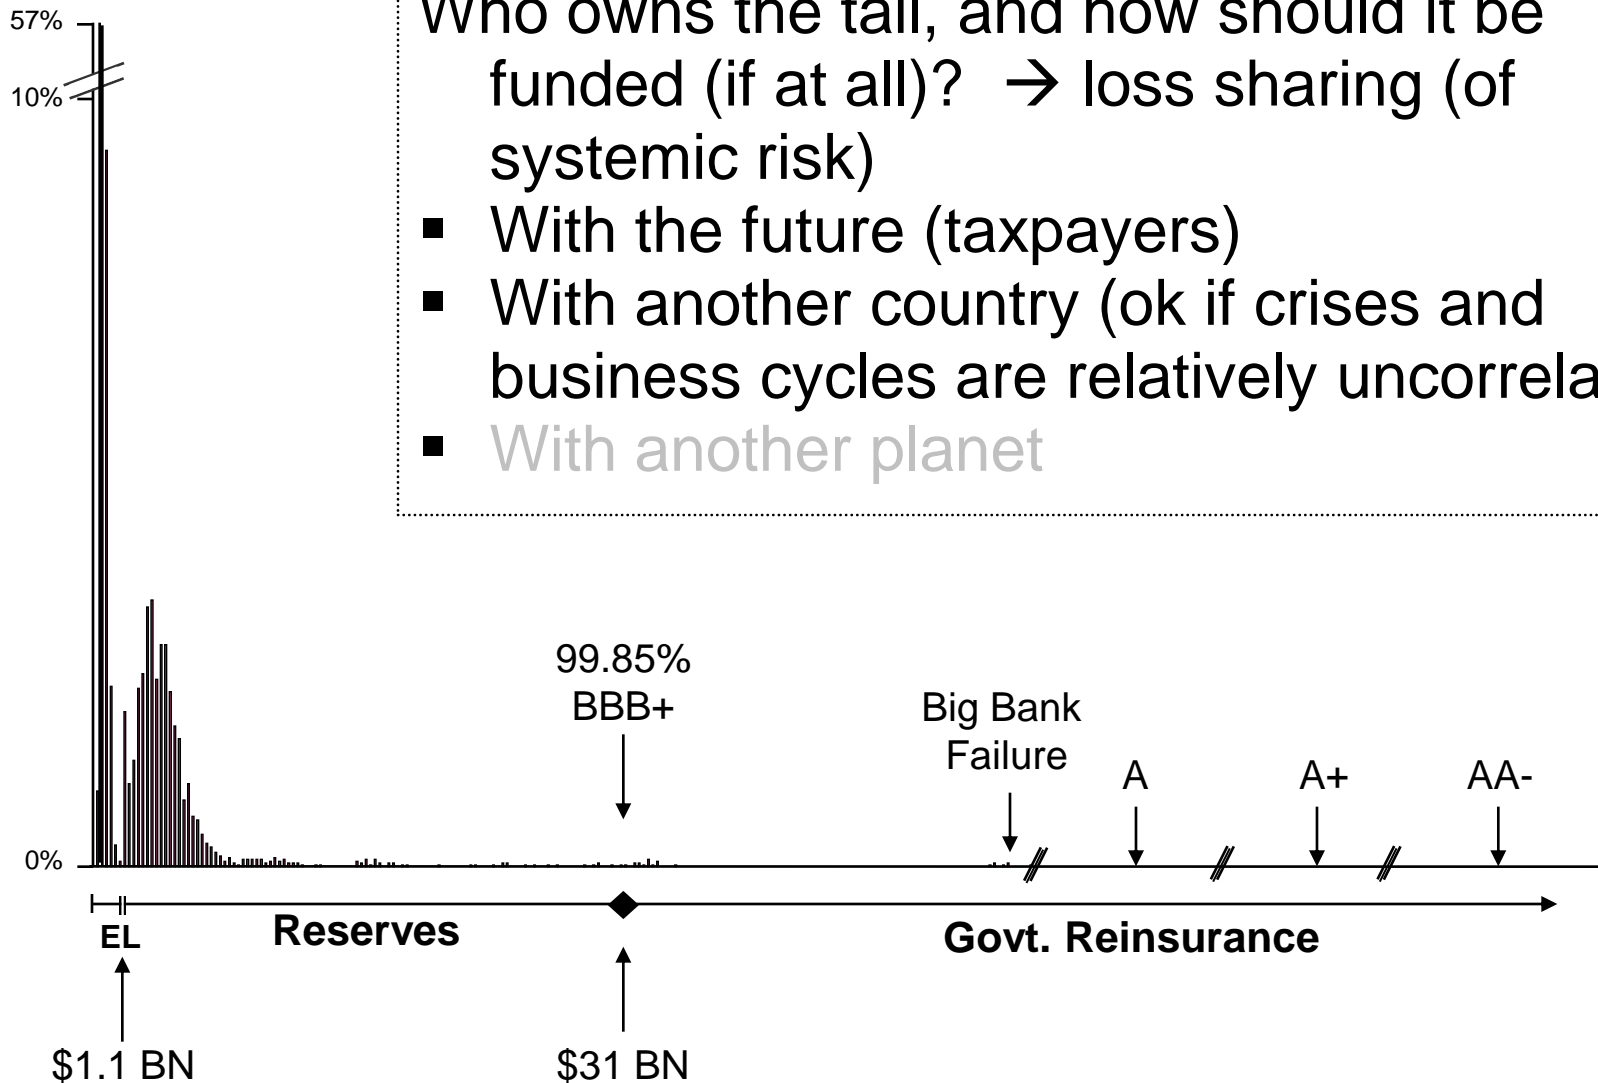 57%
10%
Who owns the tail, and how should it be
funded (if at all)? → loss sharing (of
systemic risk)
▪ With the future (taxpayers)
▪ With another country (ok if crises and
business cycles are relatively uncorrela
▪ With another planet
99.85%
BBB+
Big Bank
Failure
A
A+
AA-
0%
EL
Reserves
Govt. Reinsurance
$1.1 BN
$31 BN